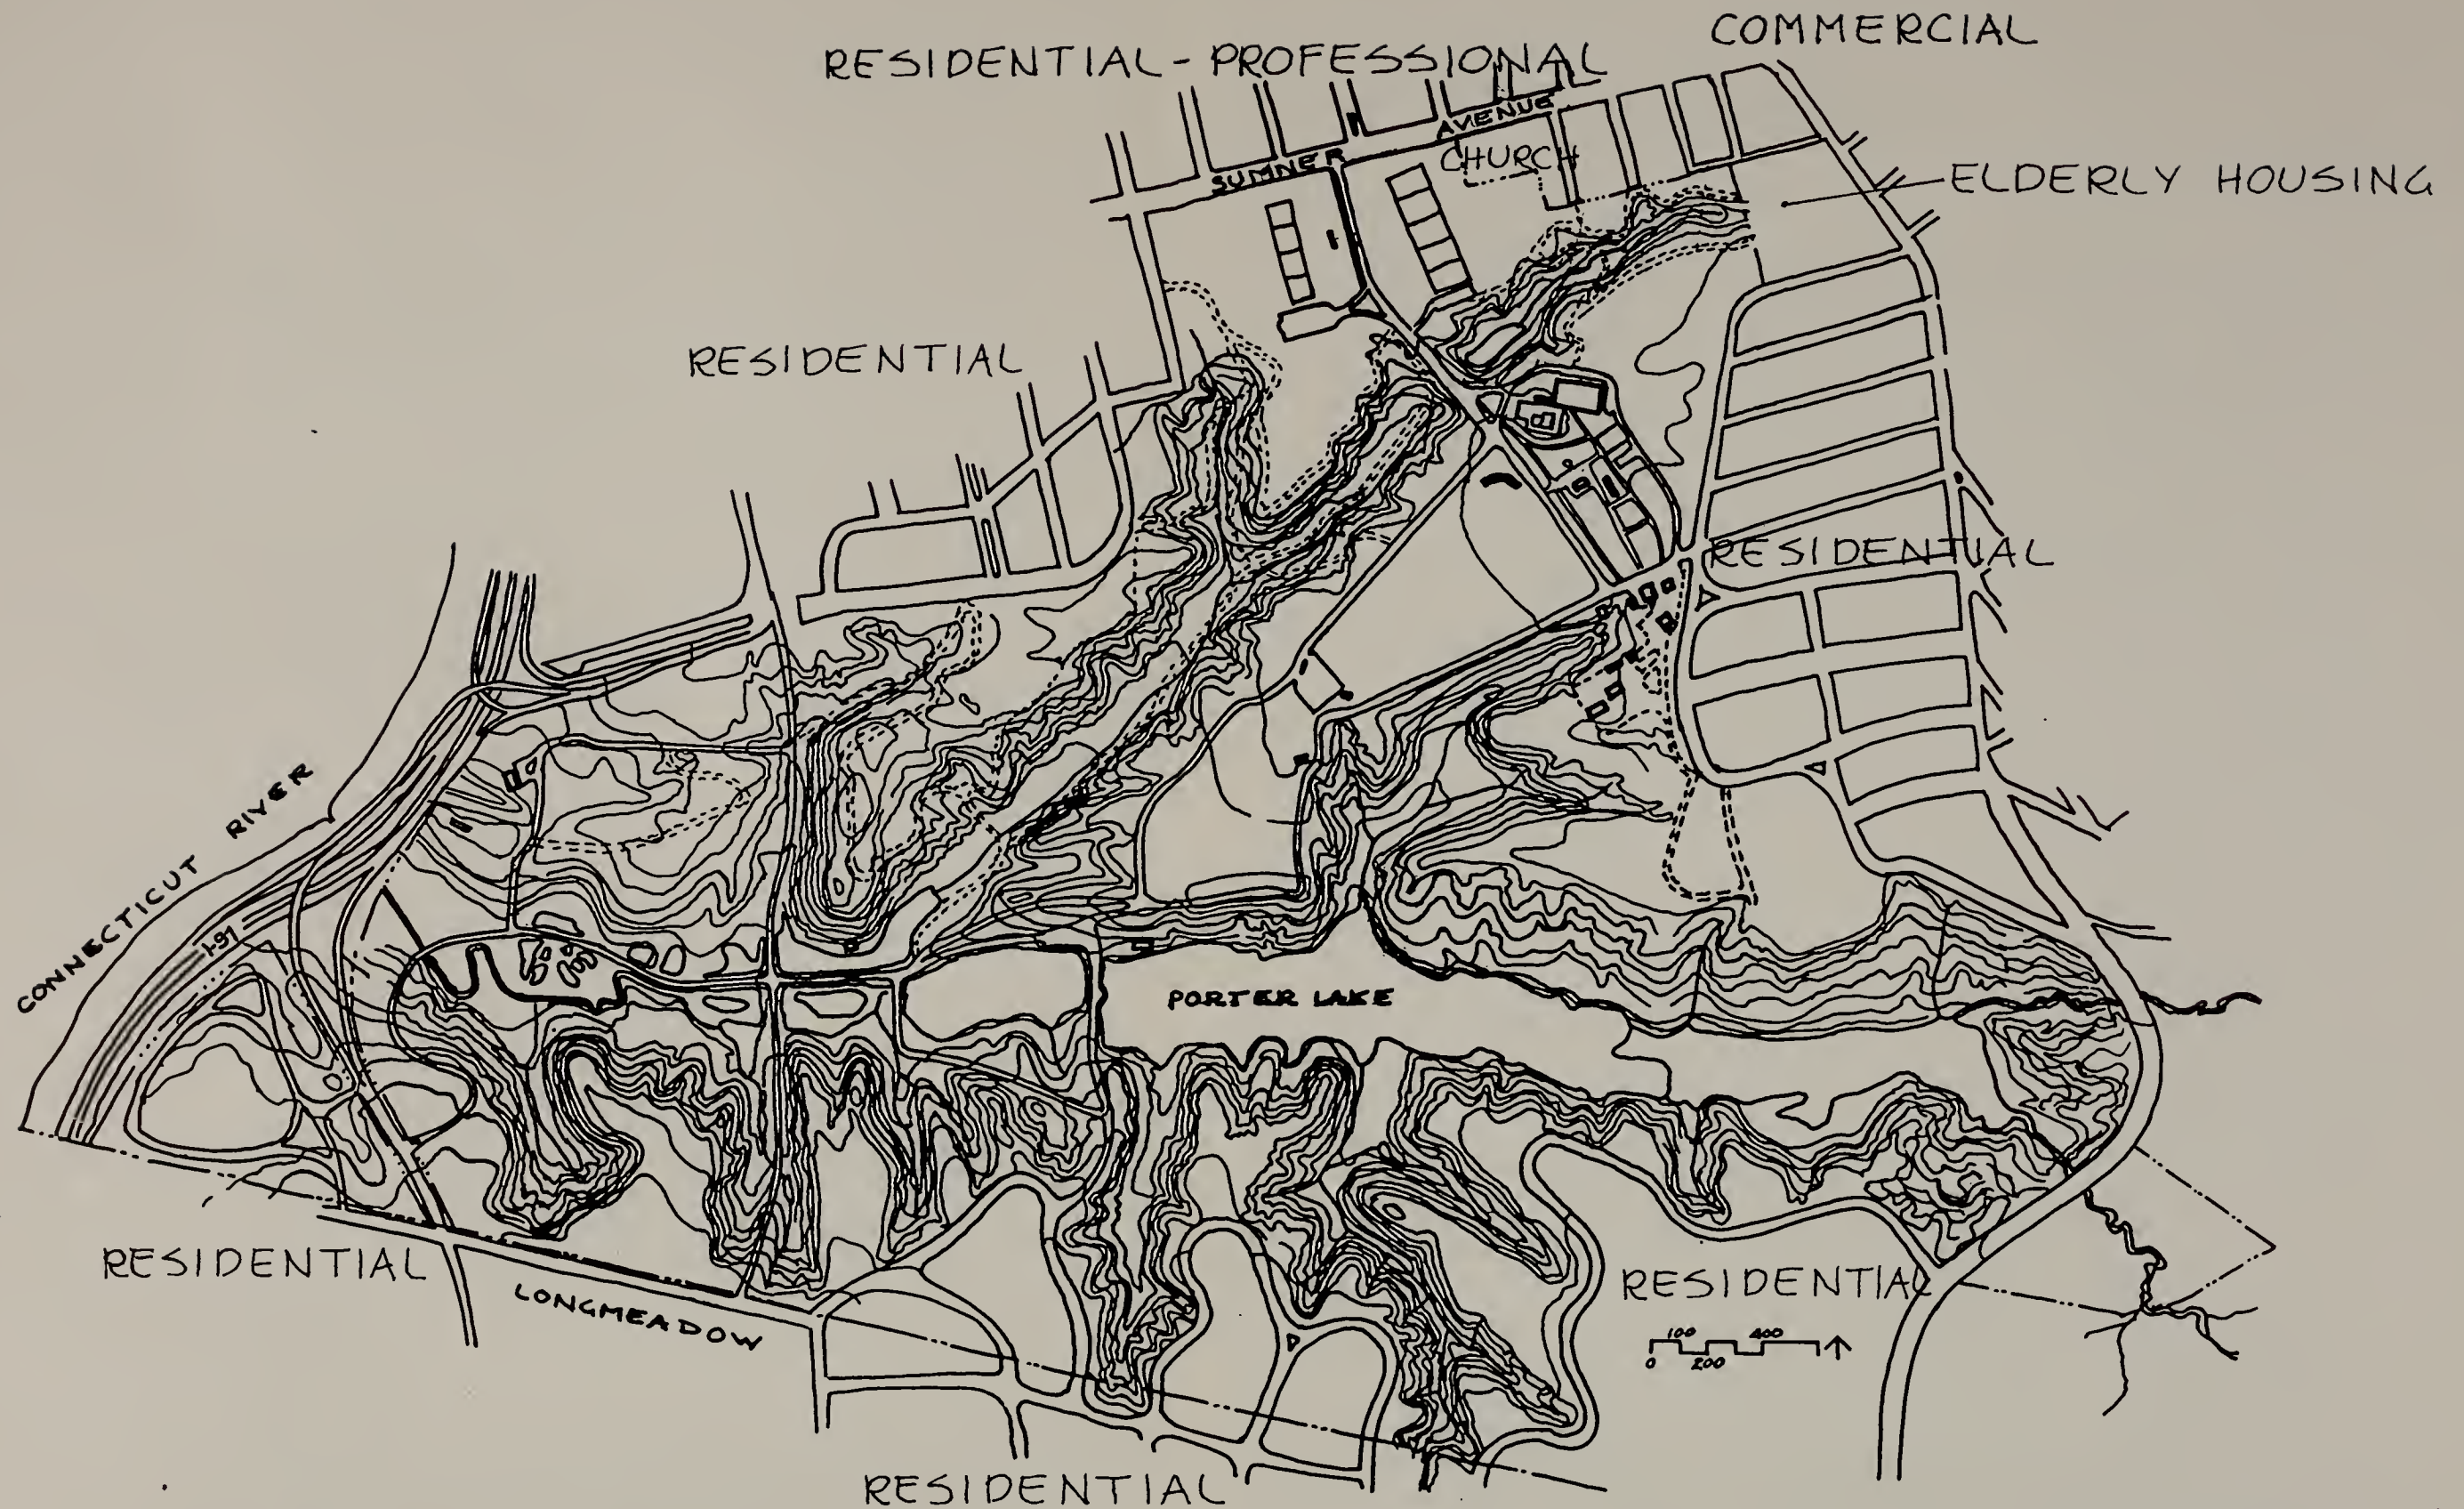 COMMERCIAL
RESIDENTIAL-PROFESSIONAL
SUMNER AVENUE
CHURCH
ELDERLY HOUSING
RESIDENTIAL
RESIDENTIAL
CONNECTICUT RIVER
I-91
PORTER LAKE
RESIDENTIAL
LONGMEADOW
RESIDENTIAL
100 400
0 200
RESIDENTIAL